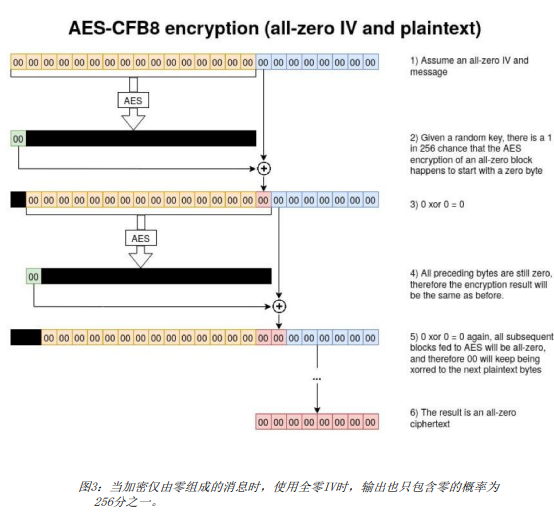 AES-CFB8 encryption (all-zero IV and plaintext)
00 00 00 00 00 00 00 00 00 00 00 00 00 00 00 00 00 00 00 00 00 00 00 00
1) Assume an all-zero IV and
message
AES
00
2) Given a random key, there is a 1
in 256 chance that the AES
encryption of an all-zero block
happens to start with a zero byte
00 00 00 00 00 00 00 00 00 00 00 00 00 00 00 00 00 00 00 00 00 00 00
3) 0 xor 0 = 0
AES
00
4) All preceding bytes are still zero,
therefore the encryption result will
be the same as before.
00 00 00 00 00 00 00 00 00 00 00 00 00 00 00 00 00 00 00 00 00 00
5) 0 xor 0 = 0 again, all subsequent
blocks fed to AES will be all-zero,
and therefore 00 will keep being
xorred to the next plaintext bytes
...
00 00 00 00 00 00 00 00
6) The result is an all-zero
ciphertext
图3：当加密仅由零组成的消息时，使用全零IV时，输出也只包含零的概率为
256分之一。